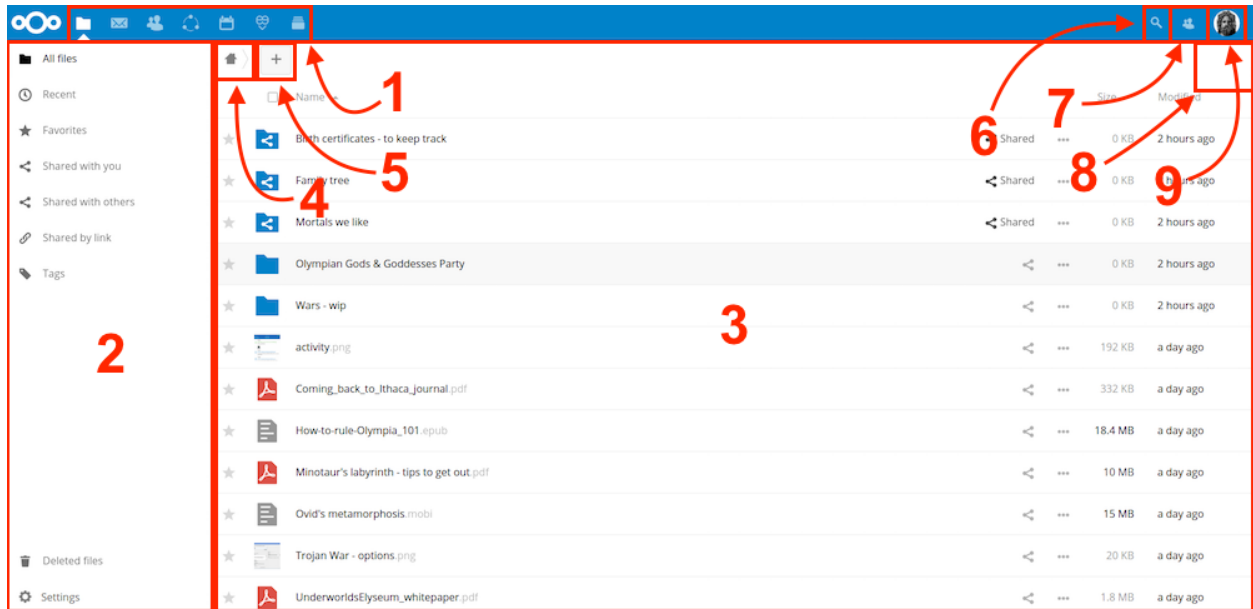 All files
Recent
Favorites
Shared with you
Shared with others
Shared by link
Tags
Deleted files
Settings
1
2
3
4
5
6
7
8
9
Name Size Modified
Birth certificates - to keep track Shared 0 KB 2 hours ago
Family tree Shared 0 KB hours ago
Mortals we like Shared 0 KB 2 hours ago
Olympian Gods & Goddesses Party 0 KB 2 hours ago
Wars - wip 0 KB 2 hours ago
activity.png 192 KB a day ago
Coming_back_to_Ithaca_journal.pdf 332 KB a day ago
How-to-rule-Olympia_101.epub 18.4 MB a day ago
Minotaur's labyrinth - tips to get out.pdf 10 MB a day ago
Ovid's metamorphosis.mobi 15 MB a day ago
Trojan War - options.png 20 KB a day ago
UnderworldsElyseum_whitepaper.pdf 1.8 MB a day ago